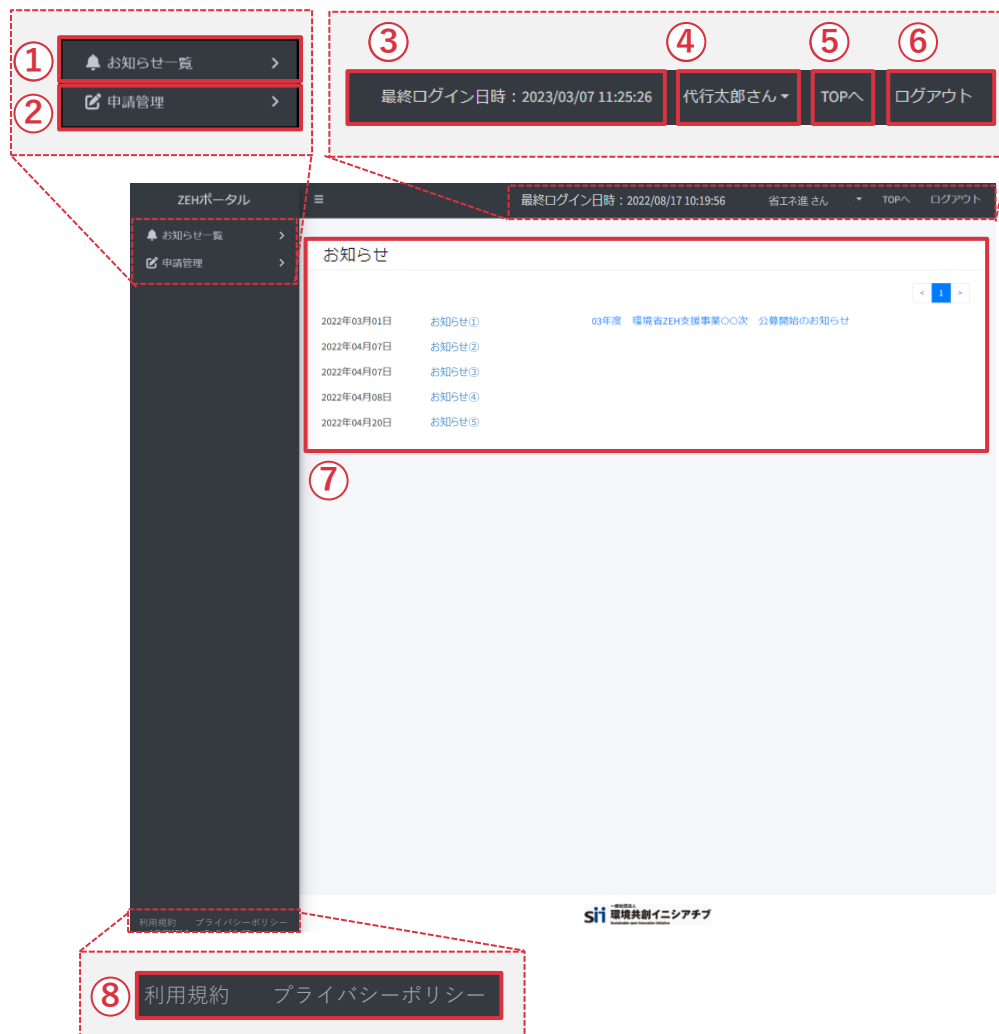 ① お知らせ一覧
② 申請管理
③ ④ ⑤ ⑥
最終ログイン日時：2023/03/07 11:25:26 代行太郎さん TOPへ ログアウト
ZEHポータル 最終ログイン日時：2022/08/17 10:19:56 省エネ進 さん TOPへ ログアウト
お知らせ一覧
申請管理
お知らせ
< 1 >
2022年03月01日 お知らせ① 03年度 環境省ZEH支援事業○○次 公募開始のお知らせ
2022年04月07日 お知らせ②
2022年04月07日 お知らせ③
2022年04月08日 お知らせ④
2022年04月20日 お知らせ⑤
⑦
利用規約 プライバシーポリシー
sii 一般社団法人 環境共創イニシアチブ
⑧ 利用規約 プライバシーポリシー